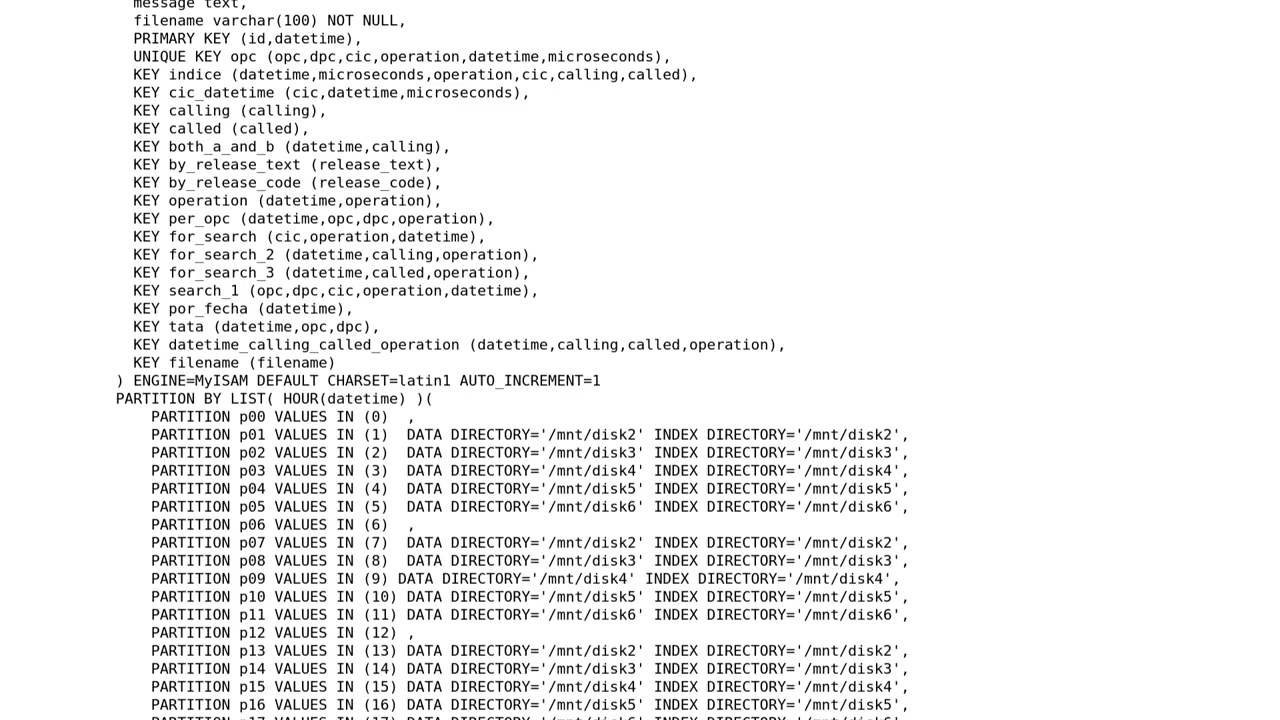 message text,
filename varchar(100) NOT NULL,
PRIMARY KEY (id,datetime),
UNIQUE KEY opc (opc,dpc,cic,operation,datetime,microseconds),
KEY indice (datetime,microseconds,operation,cic,calling,called),
KEY cic_datetime (cic,datetime,microseconds),
KEY calling (calling),
KEY called (called),
KEY both_a_and_b (datetime,calling),
KEY by_release_text (release_text),
KEY by_release_code (release_code),
KEY operation (datetime,operation),
KEY per_opc (datetime,opc,dpc,operation),
KEY for_search (cic,operation,datetime),
KEY for_search_2 (datetime,calling,operation),
KEY for_search_3 (datetime,called,operation),
KEY search_1 (opc,dpc,cic,operation,datetime),
KEY por_fecha (datetime),
KEY tata (datetime,opc,dpc),
KEY datetime_calling_called_operation (datetime,calling,called,operation),
KEY filename (filename)
) ENGINE=MyISAM DEFAULT CHARSET=latin1 AUTO_INCREMENT=1
PARTITION BY LIST( HOUR(datetime) )(
PARTITION p00 VALUES IN (0)  ,
PARTITION p01 VALUES IN (1)  DATA DIRECTORY='/mnt/disk2' INDEX DIRECTORY='/mnt/disk2',
PARTITION p02 VALUES IN (2)  DATA DIRECTORY='/mnt/disk3' INDEX DIRECTORY='/mnt/disk3',
PARTITION p03 VALUES IN (3)  DATA DIRECTORY='/mnt/disk4' INDEX DIRECTORY='/mnt/disk4',
PARTITION p04 VALUES IN (4)  DATA DIRECTORY='/mnt/disk5' INDEX DIRECTORY='/mnt/disk5',
PARTITION p05 VALUES IN (5)  DATA DIRECTORY='/mnt/disk6' INDEX DIRECTORY='/mnt/disk6',
PARTITION p06 VALUES IN (6)  ,
PARTITION p07 VALUES IN (7)  DATA DIRECTORY='/mnt/disk2' INDEX DIRECTORY='/mnt/disk2',
PARTITION p08 VALUES IN (8)  DATA DIRECTORY='/mnt/disk3' INDEX DIRECTORY='/mnt/disk3',
PARTITION p09 VALUES IN (9) DATA DIRECTORY='/mnt/disk4' INDEX DIRECTORY='/mnt/disk4',
PARTITION p10 VALUES IN (10) DATA DIRECTORY='/mnt/disk5' INDEX DIRECTORY='/mnt/disk5',
PARTITION p11 VALUES IN (11) DATA DIRECTORY='/mnt/disk6' INDEX DIRECTORY='/mnt/disk6',
PARTITION p12 VALUES IN (12) ,
PARTITION p13 VALUES IN (13) DATA DIRECTORY='/mnt/disk2' INDEX DIRECTORY='/mnt/disk2',
PARTITION p14 VALUES IN (14) DATA DIRECTORY='/mnt/disk3' INDEX DIRECTORY='/mnt/disk3',
PARTITION p15 VALUES IN (15) DATA DIRECTORY='/mnt/disk4' INDEX DIRECTORY='/mnt/disk4',
PARTITION p16 VALUES IN (16) DATA DIRECTORY='/mnt/disk5' INDEX DIRECTORY='/mnt/disk5',